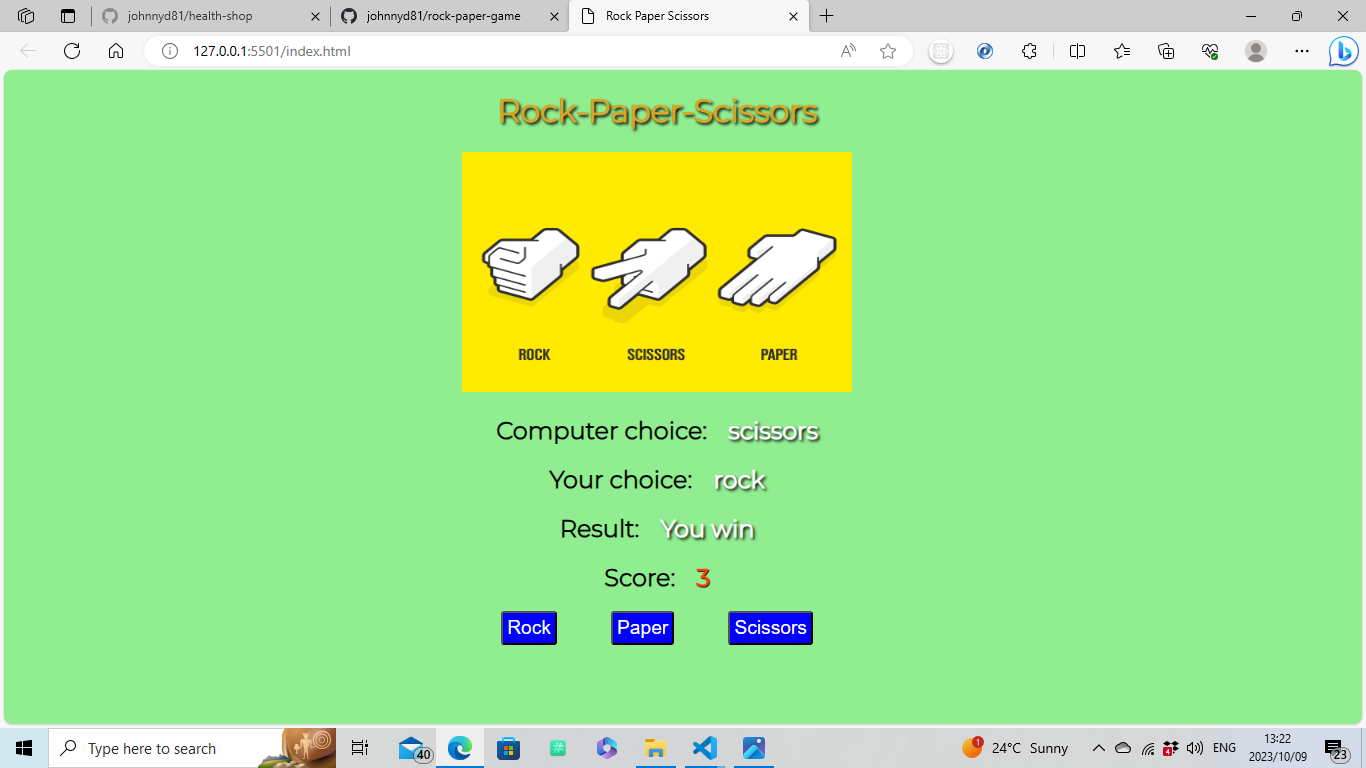 johnnyd81/health-shop
johnnyd81/rock-paper-game
Rock Paper Scissors
127.0.0.1:5501/index.html
Rock-Paper-Scissors
ROCK SCISSORS PAPER
Computer choice: scissors
Your choice: rock
Result: You win
Score: 3
Rock Paper Scissors
Type here to search
40
1
24°C Sunny
ENG
13:22
2023/10/09
23